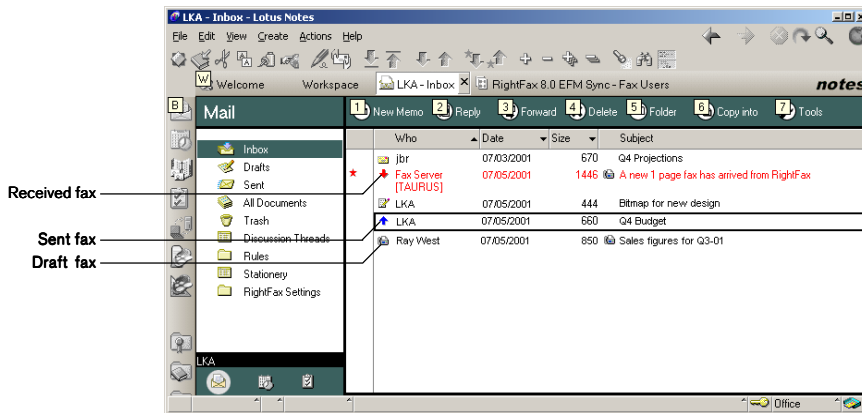 LKA - Inbox - Lotus Notes
File Edit View Create Actions Help
W Welcome Workspace LKA - Inbox RightFax 8.0 EFM Sync - Fax Users notes
B Mail 1 New Memo 2 Reply 3 Forward 4 Delete 5 Folder 6 Copy into 7 Tools
Who Date Size Subject
Inbox
Drafts
Sent
All Documents
Trash
Discussion Threads
Rules
Stationery
RightFax Settings
jbr 07/03/2001 670 Q4 Projections
Fax Server 07/05/2001 1446 A new 1 page fax has arrived from RightFax
[TAURUS]
LKA 07/05/2001 444 Bitmap for new design
LKA 07/05/2001 660 Q4 Budget
Ray West 07/05/2001 850 Sales figures for Q3-01
Received fax
Sent fax
Draft fax
LKA
Office